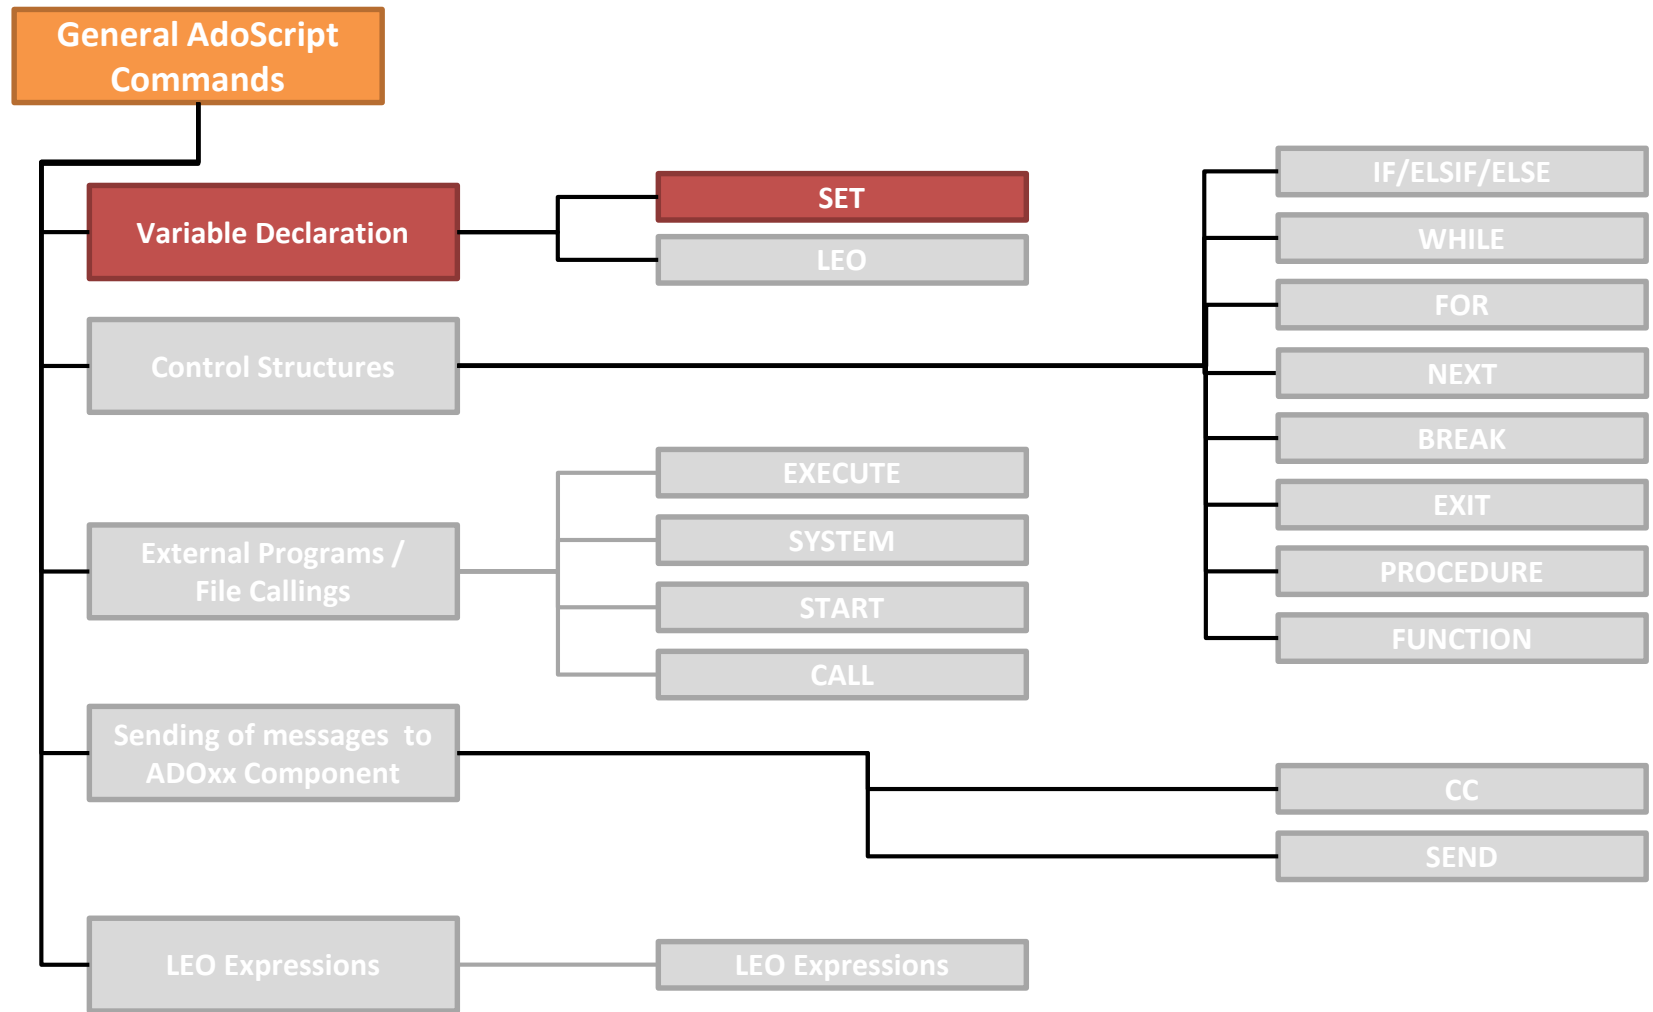 General AdoScript
Commands
Variable Declaration
SET
LEO
Control Structures
IF/ELSIF/ELSE
WHILE
FOR
NEXT
BREAK
EXIT
PROCEDURE
FUNCTION
External Programs /
File Callings
EXECUTE
SYSTEM
START
CALL
Sending of messages  to
ADOxx Component
CC
SEND
LEO Expressions
LEO Expressions